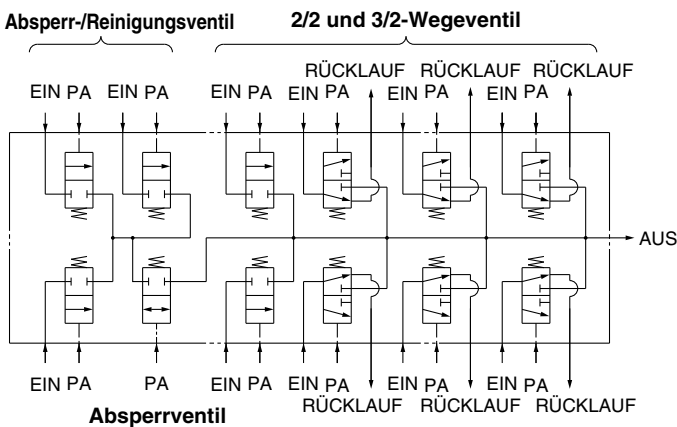 Absperr-/Reinigungsventil 2/2 und 3/2-Wegeventil
RÜCKLAUF RÜCKLAUF RÜCKLAUF
EIN PA EIN PA EIN PA EIN PA EIN PA EIN PA
AUS
EIN PA PA EIN PA EIN PA EIN PA EIN PA
RÜCKLAUF RÜCKLAUF RÜCKLAUF
Absperrventil